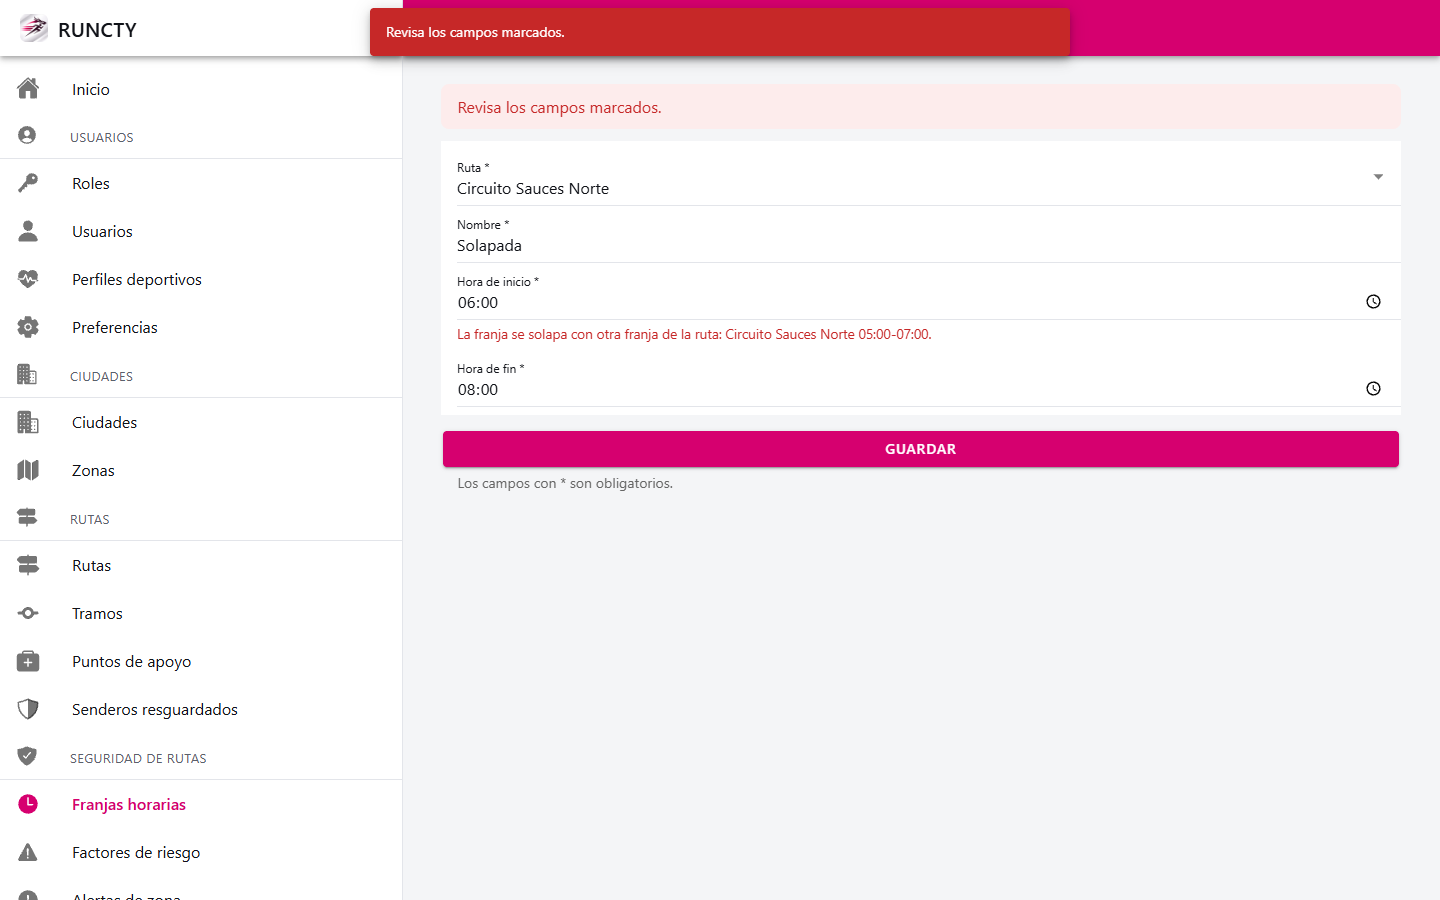 RUNCTY
Revisa los campos marcados.
Inicio
USUARIOS
Roles
Usuarios
Perfiles deportivos
Preferencias
CIUDADES
Ciudades
Zonas
RUTAS
Rutas
Tramos
Puntos de apoyo
Senderos resguardados
SEGURIDAD DE RUTAS
Franjas horarias
Factores de riesgo
Alertas de zona
Revisa los campos marcados.
Ruta *
Circuito Sauces Norte
Nombre *
Solapada
Hora de inicio *
06:00
La franja se solapa con otra franja de la ruta: Circuito Sauces Norte 05:00-07:00.
Hora de fin *
08:00
GUARDAR
Los campos con * son obligatorios.